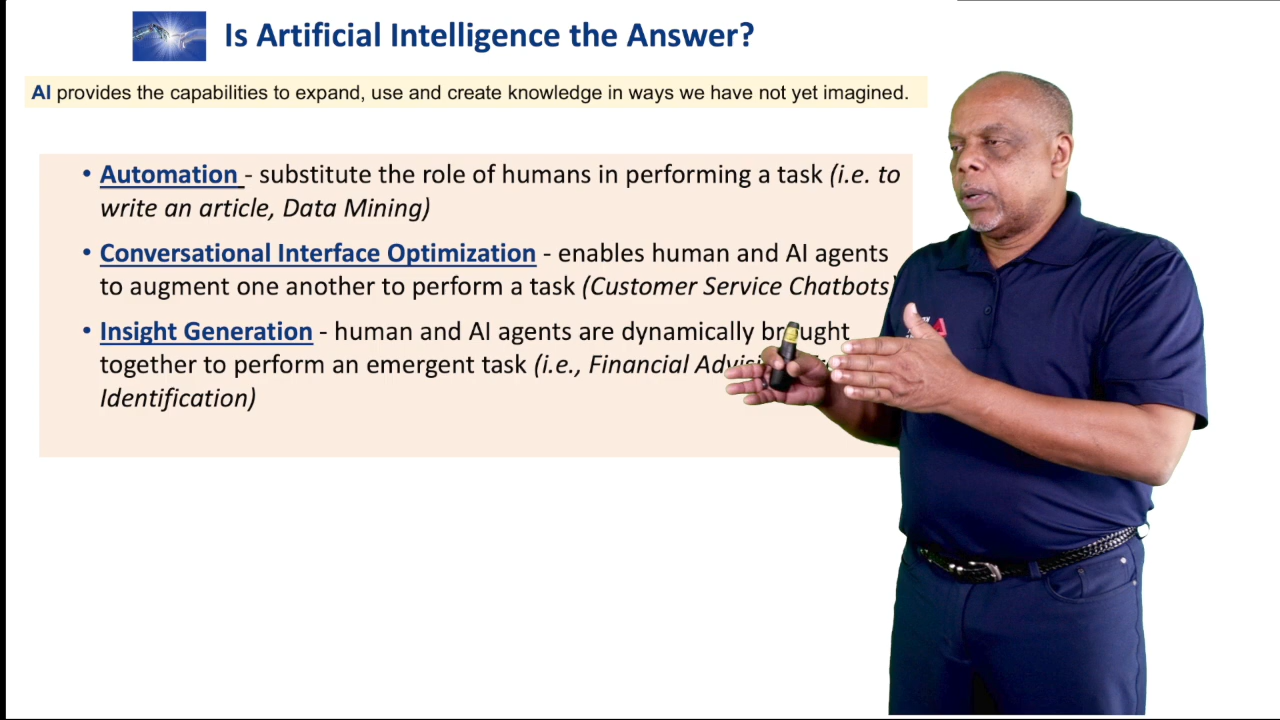 Is Artificial Intelligence the Answer?
AI provides the capabilities to expand, use and create knowledge in ways we have not yet imagined.
• Automation - substitute the role of humans in performing a task (i.e. to
write an article, Data Mining)
• Conversational Interface Optimization - enables human and AI agents
to augment one another to perform a task (Customer Service Chatbots)
• Insight Generation - human and AI agents are dynamically brought
together to perform an emergent task (i.e., Financial
Identification)